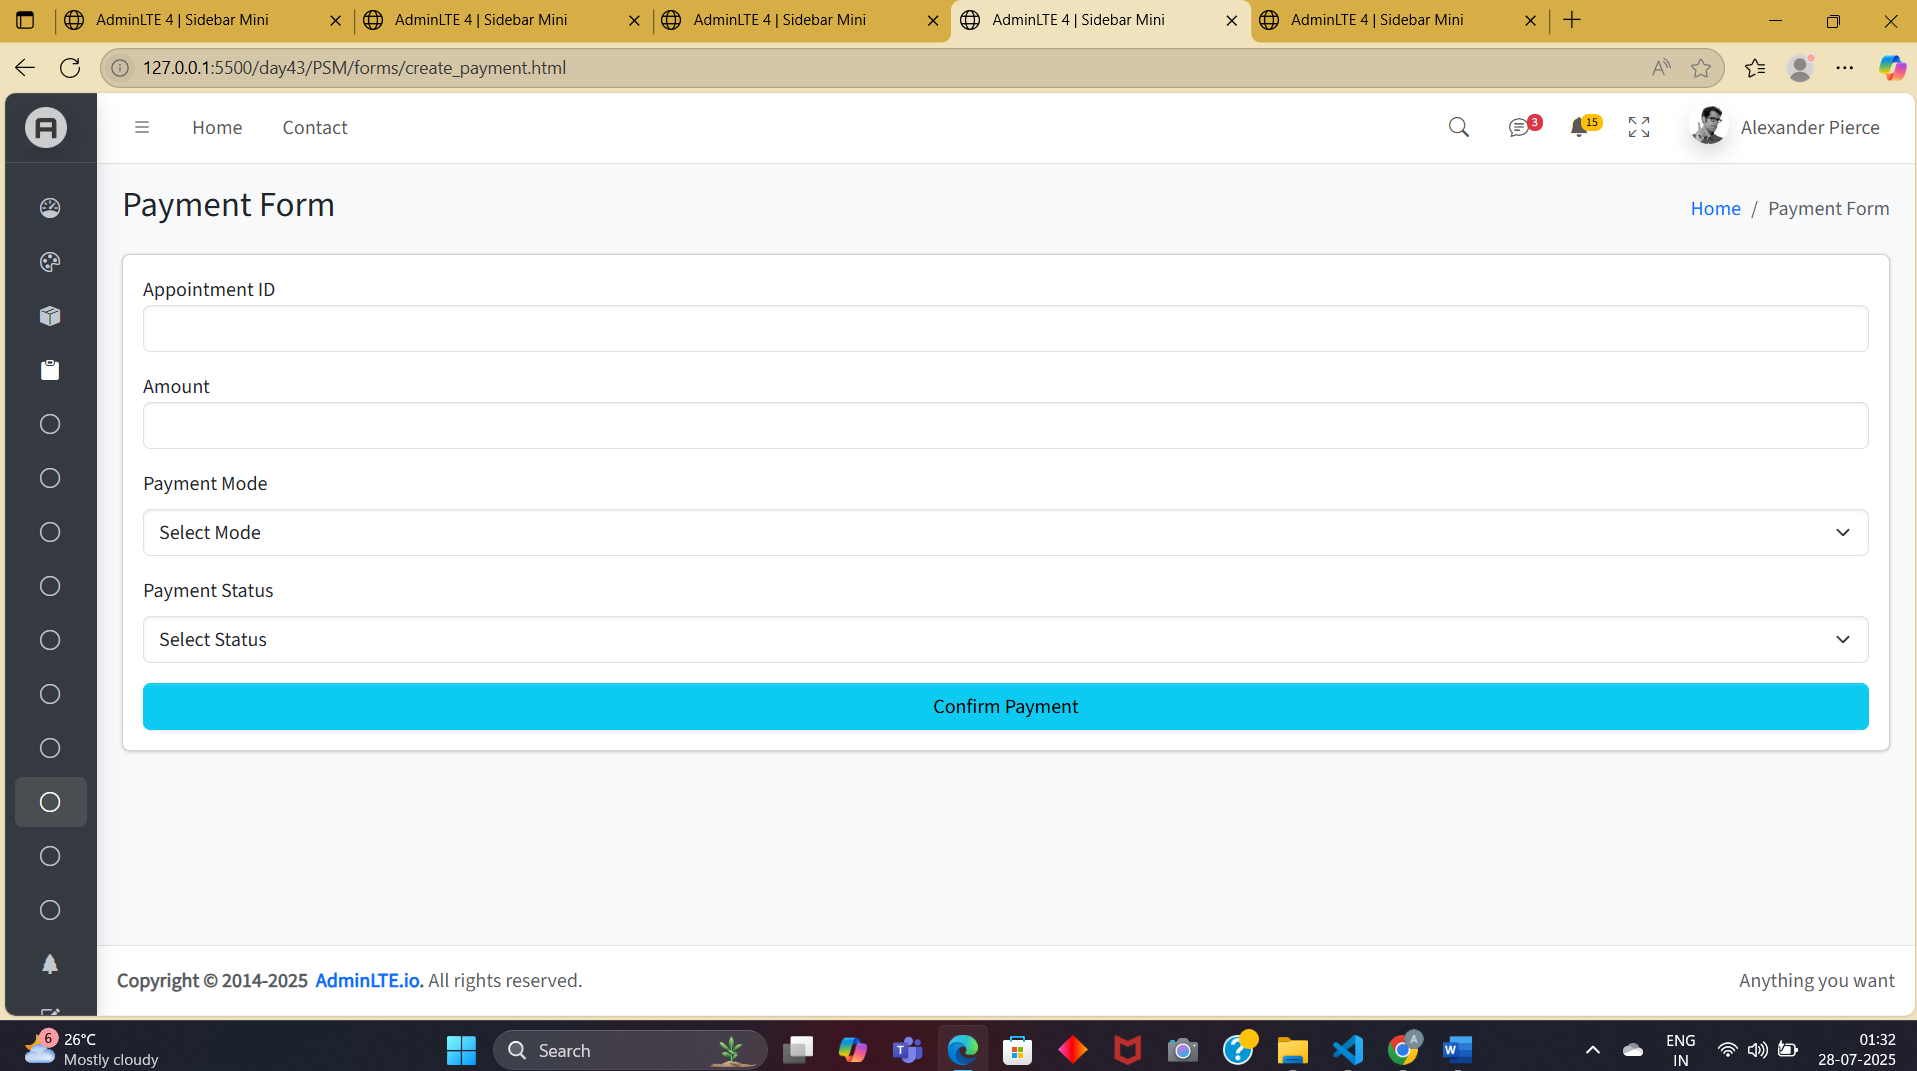 AdminLTE 4 | Sidebar Mini
AdminLTE 4 | Sidebar Mini
AdminLTE 4 | Sidebar Mini
AdminLTE 4 | Sidebar Mini
AdminLTE 4 | Sidebar Mini
127.0.0.1:5500/day43/PSM/forms/create_payment.html
Home
Contact
3
15
Alexander Pierce
Payment Form
Home / Payment Form
Appointment ID
Amount
Payment Mode
Select Mode
Payment Status
Select Status
Confirm Payment
Copyright © 2014-2025 AdminLTE.io. All rights reserved.
Anything you want
6
26°C
Mostly cloudy
Search
ENG
IN
01:32
28-07-2025